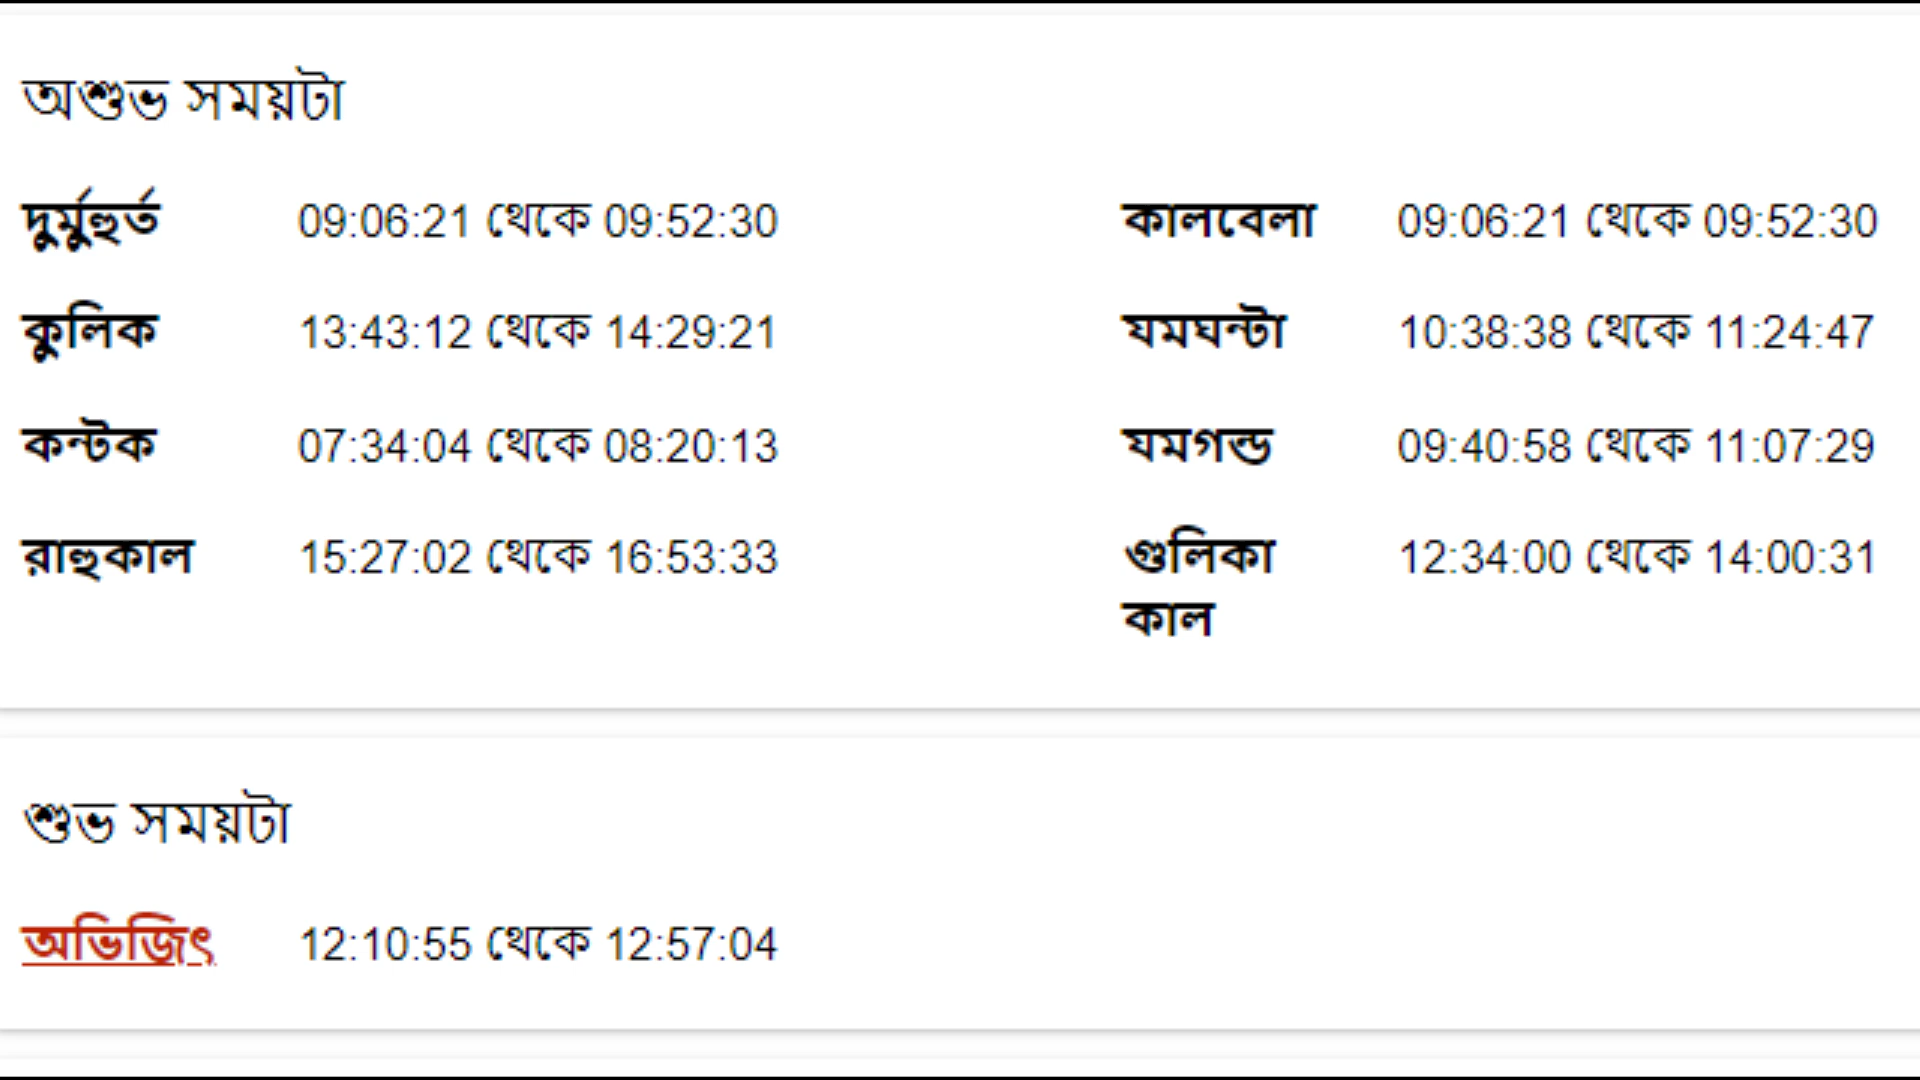 অশুভ সময়টা
দুর্মুহুর্ত 09:06:21 থেকে 09:52:30 কালবেলা 09:06:21 থেকে 09:52:30
কুলিক 13:43:12 থেকে 14:29:21 যমঘন্টা 10:38:38 থেকে 11:24:47
কন্টক 07:34:04 থেকে 08:20:13 যমগন্ড 09:40:58 থেকে 11:07:29
রাহুকাল 15:27:02 থেকে 16:53:33 গুলিকা 12:34:00 থেকে 14:00:31
কাল
শুভ সময়টা
অভিজিৎ 12:10:55 থেকে 12:57:04